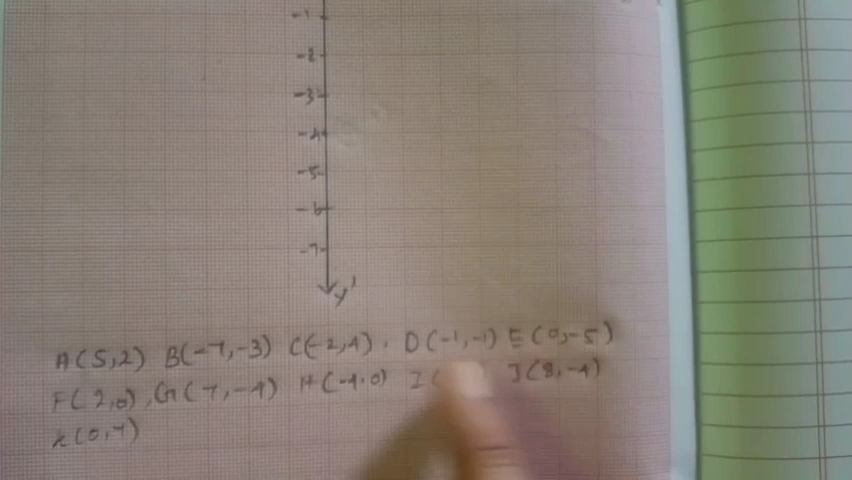 -1
-2
-3
-4
-5
-6
-7
y'
A(5,2) B(-7,-3) C(-2,4), D(-1,-1) E(0,-5)
F(2,0), G(7,-4) H(-4,0) I( J(8,-4)
K(0,7)